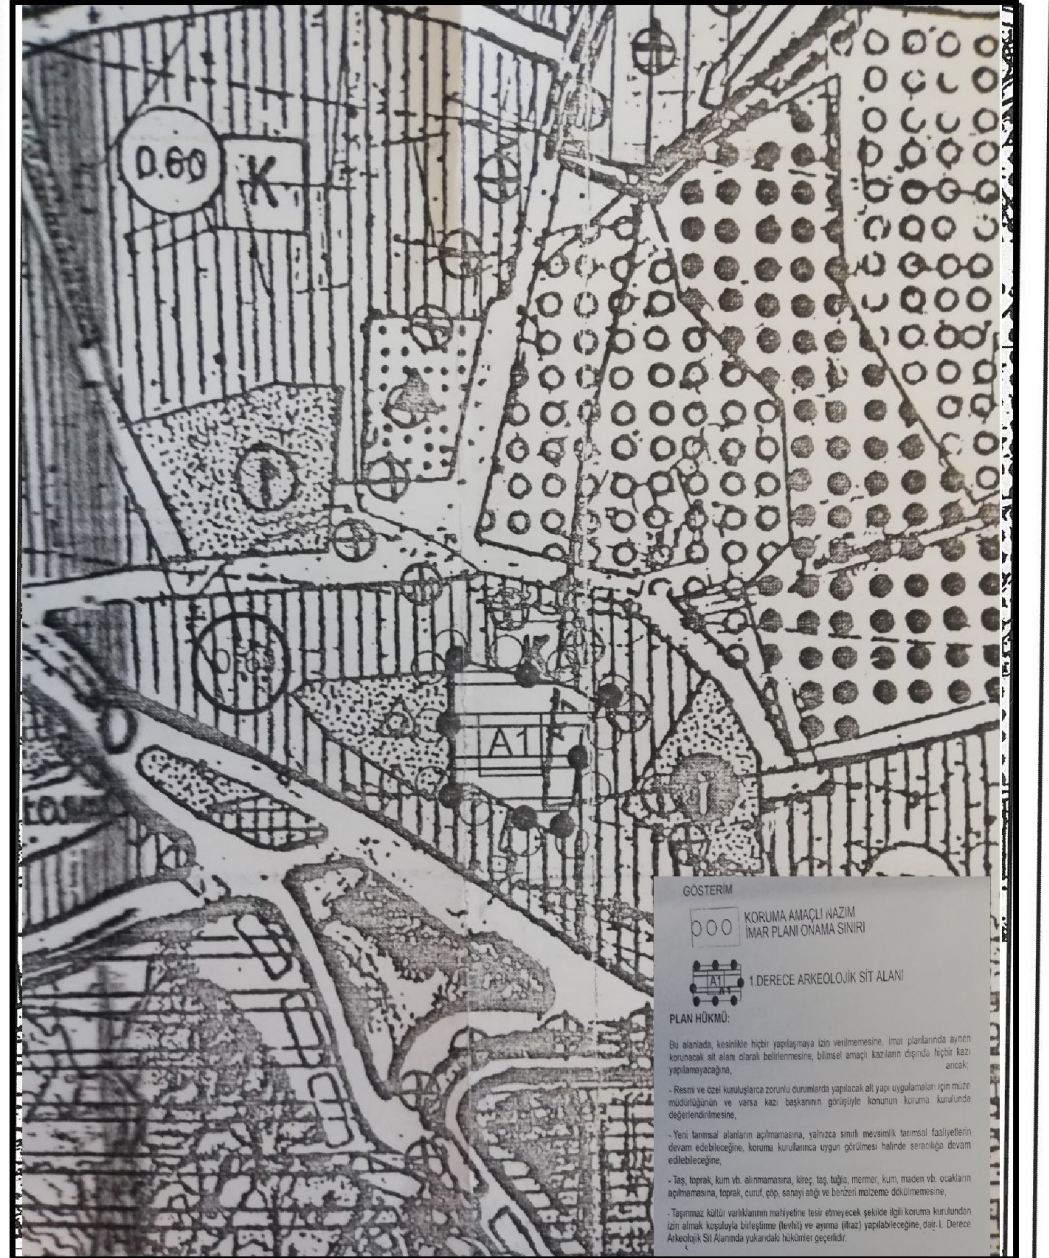 D.60
K
K
A1
GÖSTERİM
KORUMA AMAÇLI NAZIM
İMAR PLANI ONAMA SINIRI
A1
1.DERECE ARKEOLOJİK SİT ALANI
PLAN HÜKMÜ:
Bu alanlada, kesinlikle hiçbir yapılaşmaya izin verilmemesine, imar planlarında aynen
korunacak sit alanı olarak belirlenmesine, bilimsel amaçlı kazıların dışında hiçbir kazı
yapılamayacağına, ancak;
- Resmi ve özel kuruluşlarca zorunlu durumlarda yapılacak alt yapı uygulamaları için müze
müdürlüğünün ve varsa kazı başkanının görüşüyle konunun koruma kurulunda
değerlendirilmesine,
- Yeni tarımsal alanların açılmamasına, yalnızca sınırlı mevsimlik tarımsal faaliyetlerin
devam edebileceğine, koruma kurullarınca uygun görülmesi halinde seracılığa devam
edilebileceğine,
- Taş, toprak, kum vb. alınmamasına, kireç, taş, tuğla, mermer, kum, maden vb. ocakların
açılmamasına, toprak, curuf, çöp, sanayi atığı ve benzeri malzeme dökülmemesine,
- Taşınmaz kültür varlıklarının mahiyetine tesir etmeyecek şekilde ilgili koruma kurulundan
izin almak koşuluyla birleştirme (tevhit) ve ayırma (ifraz) yapılabileceğine, dair I. Derece
Arkeolojik Sit Alanında yukarıdaki hükümler geçerlidir.